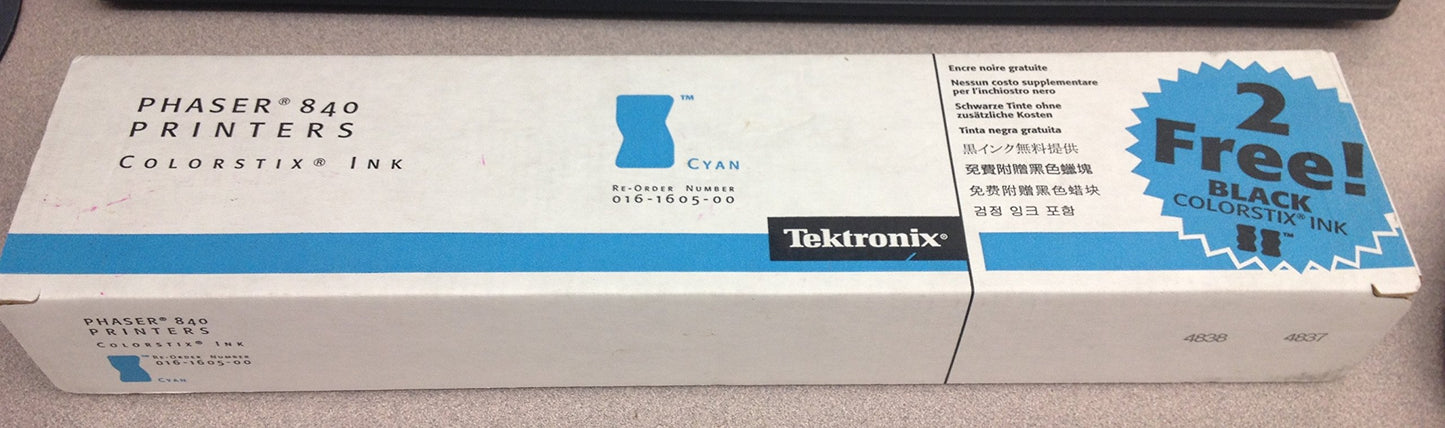 PHASER® 840
PRINTERS
COLORSTIX® INK
™
CYAN
RE-ORDER NUMBER
016-1605-00
Tektronix®
Encre noire gratuite
Nessun costo supplementare
per l'inchiostro nero
Schwarze Tinte ohne
zusätzliche Kosten
Tinta negra gratuita
黒インク無料提供
免費附贈黑色蠟塊
免费附赠黑色蜡块
검정 잉크 포함
2
Free!
BLACK
COLORSTIX® INK
™
PHASER® 840
PRINTERS
COLORSTIX® INK
™
RE-ORDER NUMBER
016-1605-00
CYAN
4838 4837